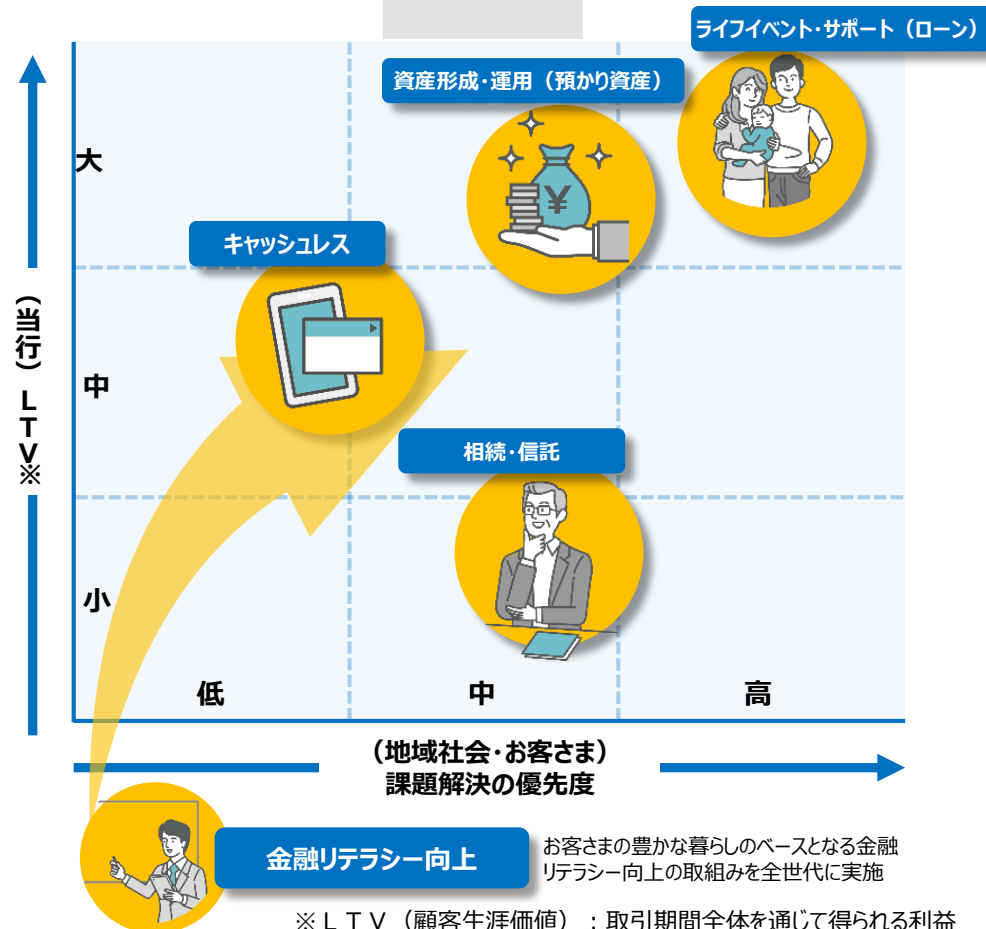 ライフイベント・サポート（ローン）
資産形成・運用（預かり資産）
大
キャッシュレス
（当行）ＬＴＶ※
中
相続・信託
小
低
中
高
（地域社会・お客さま）
課題解決の優先度
金融リテラシー向上
お客さまの豊かな暮らしのベースとなる金融
リテラシー向上の取組みを全世代に実施
※ＬＴＶ（顧客生涯価値）：取引期間全体を通じて得られる利益
¥